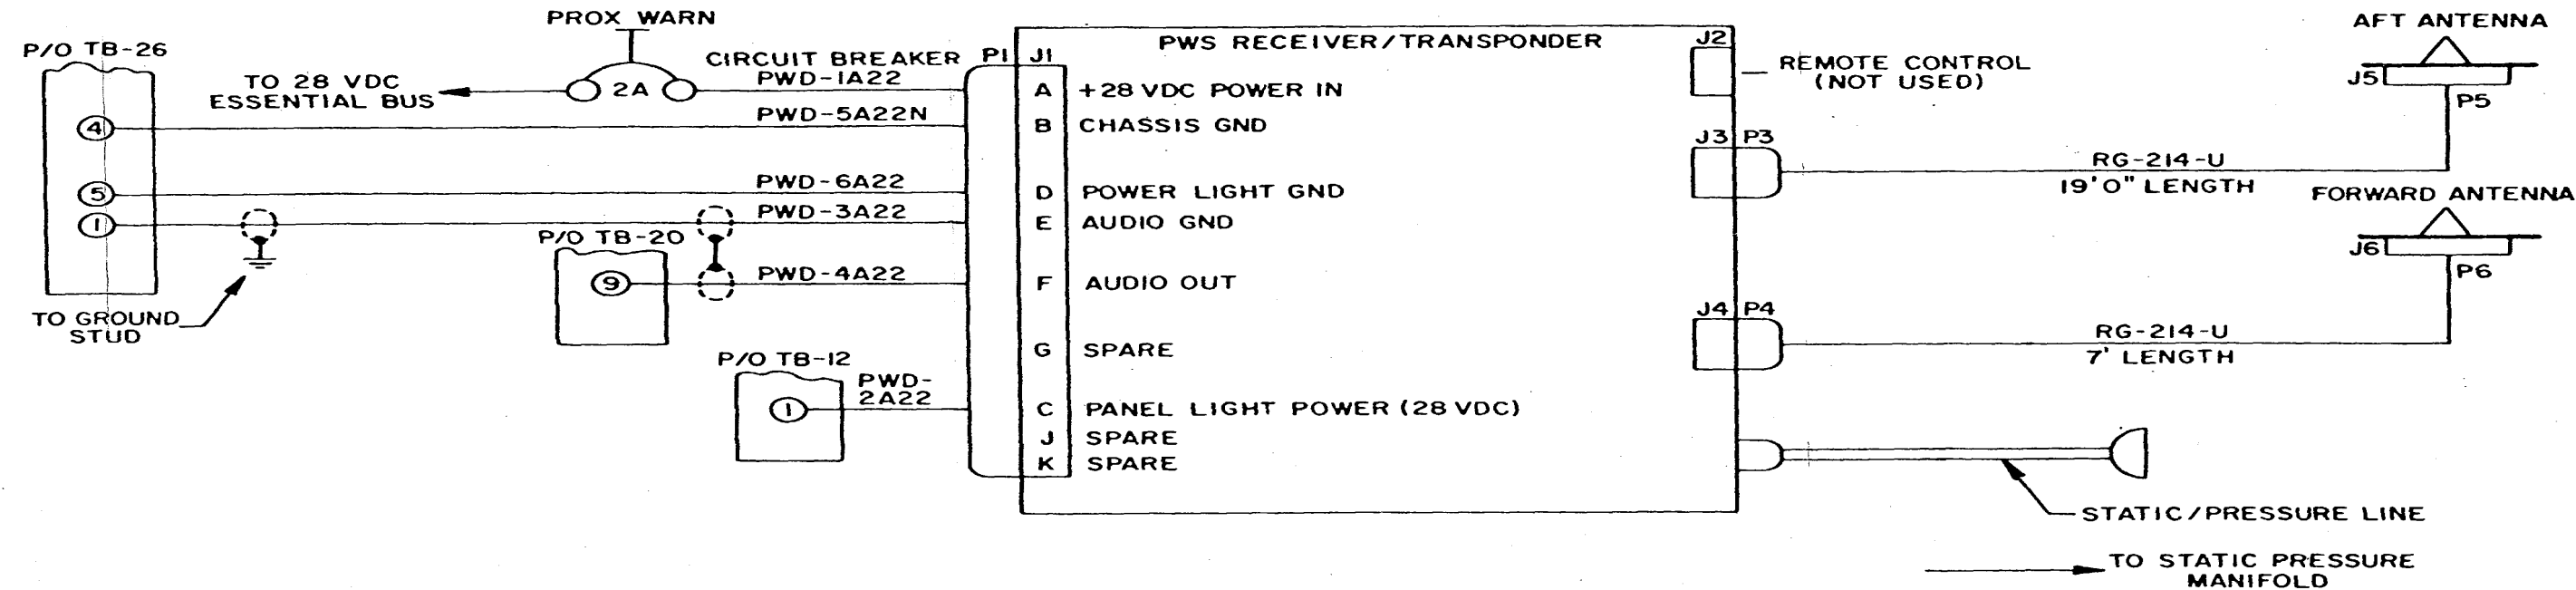 PROX WARN
P/O TB-26
TO 28 VDC
ESSENTIAL BUS
2A
CIRCUIT BREAKER
PWD-1A22
PWD-5A22N
PWD-6A22
PWD-3A22
PWD-4A22
4
5
1
TO GROUND
STUD
P/O TB-20
9
P/O TB-12
1
PWD-
2A22
P1 J1
PWS RECEIVER/TRANSPONDER
A +28 VDC POWER IN
B CHASSIS GND
D POWER LIGHT GND
E AUDIO GND
F AUDIO OUT
G SPARE
C PANEL LIGHT POWER (28 VDC)
J SPARE
K SPARE
J2
REMOTE CONTROL
(NOT USED)
J3 P3
RG-214-U
19'0" LENGTH
AFT ANTENNA
J5
P5
FORWARD ANTENNA
J6
P6
J4 P4
RG-214-U
7' LENGTH
STATIC/PRESSURE LINE
TO STATIC PRESSURE
MANIFOLD